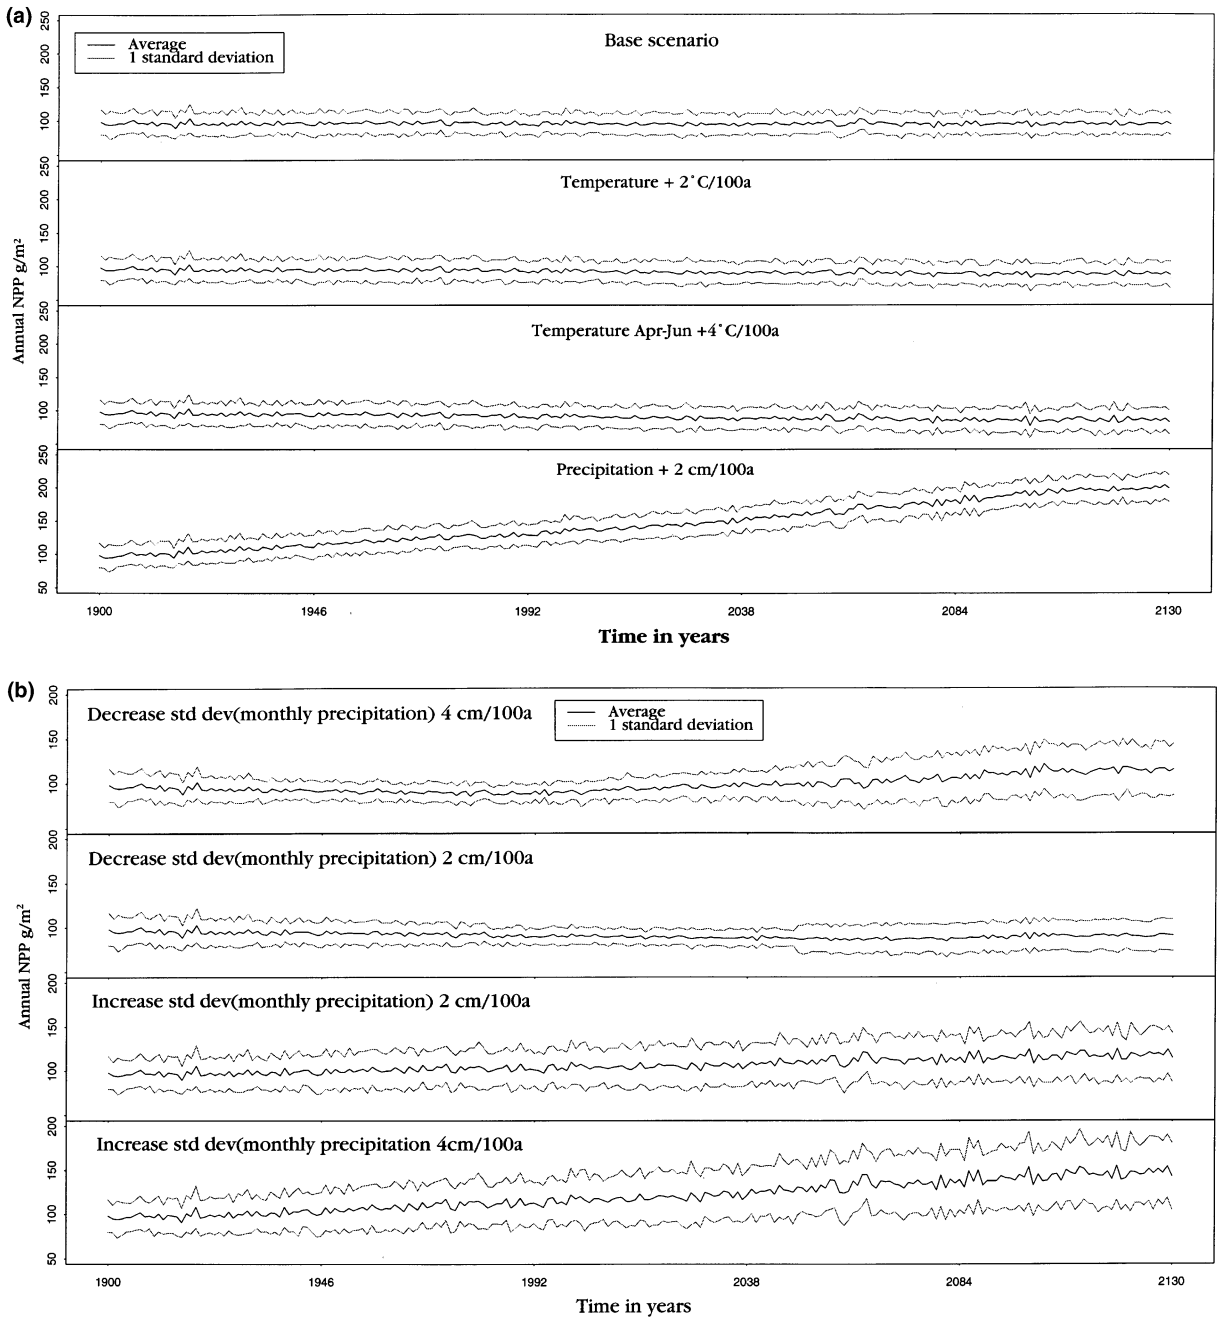 (a)
Average
1 standard deviation
Base scenario
250
200
150
100
Temperature + 2°C/100a
250
200
150
100
Temperature Apr-Jun +4°C/100a
250
200
150
100
Precipitation + 2 cm/100a
250
200
150
100
50
Annual NPP g/m²
1900 1946 1992 2038 2084 2130
Time in years
(b)
Decrease std dev(monthly precipitation) 4 cm/100a
Average
1 standard deviation
200
150
100
Decrease std dev(monthly precipitation) 2 cm/100a
200
150
100
Increase std dev(monthly precipitation) 2 cm/100a
200
150
100
Increase std dev(monthly precipitation 4cm/100a
200
150
100
50
Annual NPP g/m²
1900 1946 1992 2038 2084 2130
Time in years